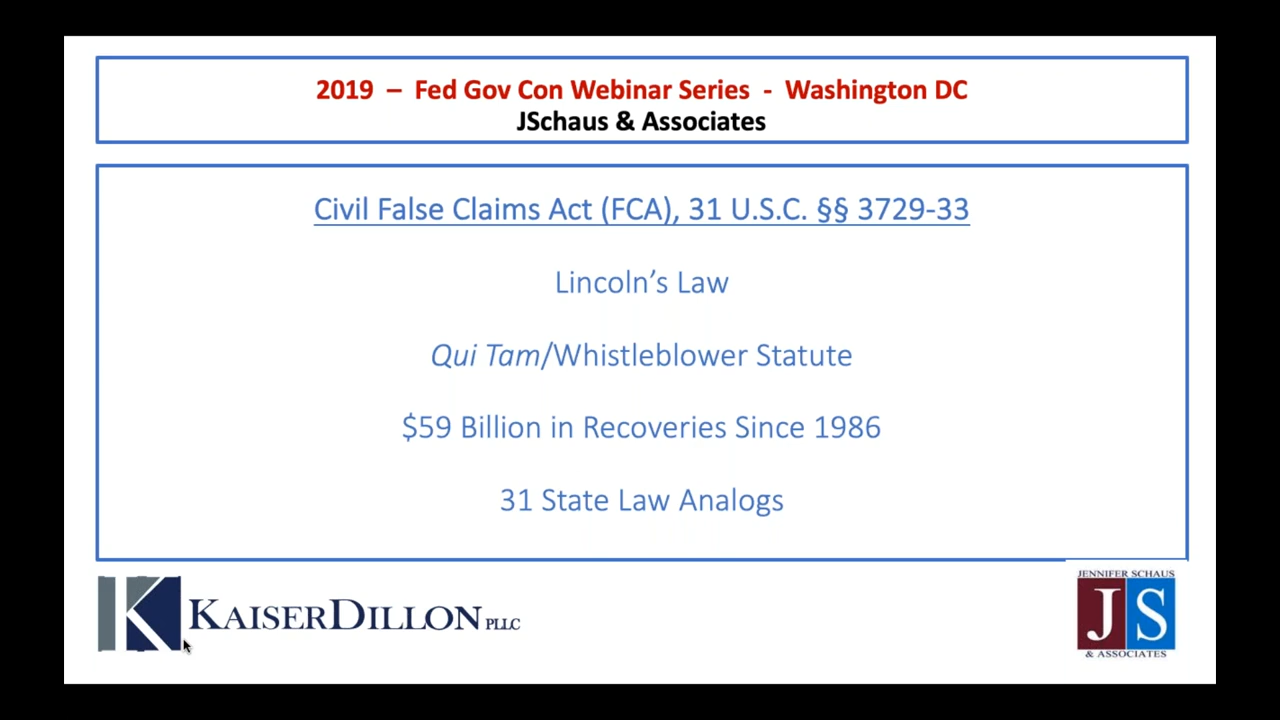 2019 – Fed Gov Con Webinar Series - Washington DC
JSchaus & Associates
Civil False Claims Act (FCA), 31 U.S.C. §§ 3729-33
Lincoln’s Law
Qui Tam/Whistleblower Statute
$59 Billion in Recoveries Since 1986
31 State Law Analogs
K KAISERDILLON PLLC
JENNIFER SCHAUS
JS
& ASSOCIATES